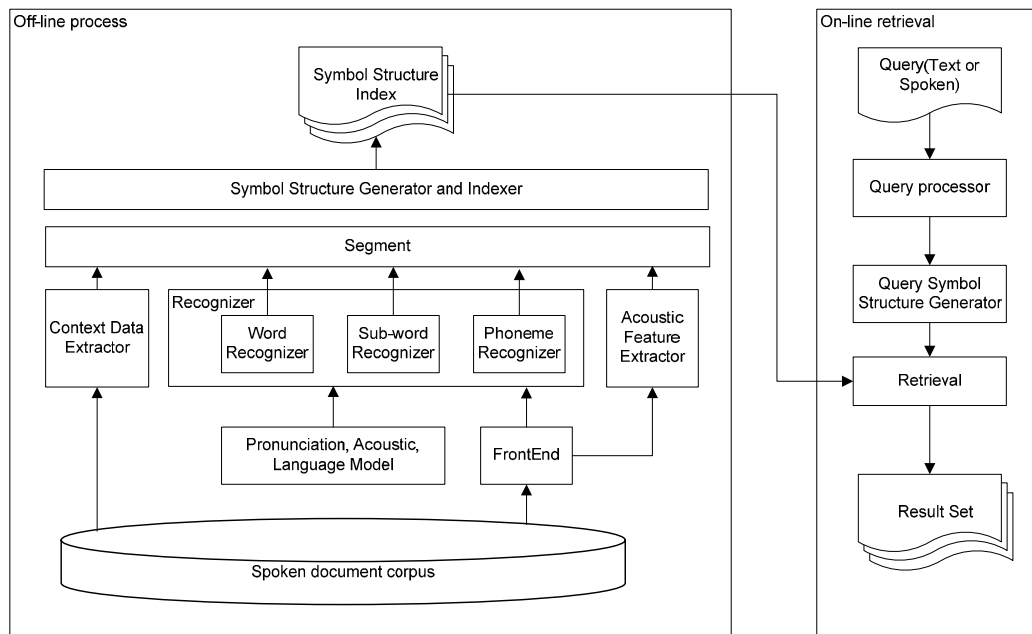 Off-line process
Symbol Structure
Index
Symbol Structure Generator and Indexer
Segment
Context Data
Extractor
Recognizer
Word
Recognizer
Sub-word
Recognizer
Phoneme
Recognizer
Acoustic
Feature
Extractor
Pronunciation, Acoustic,
Language Model
FrontEnd
Spoken document corpus
On-line retrieval
Query(Text or
Spoken)
Query processor
Query Symbol
Structure Generator
Retrieval
Result Set